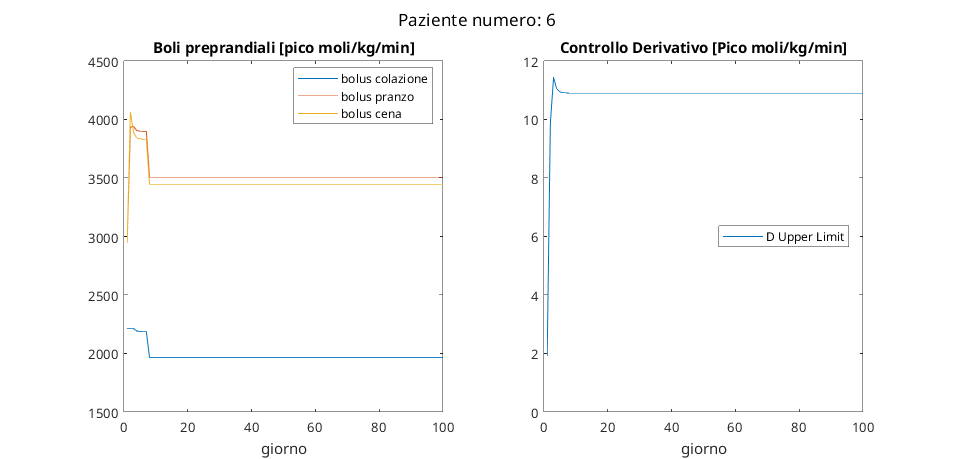 Paziente numero: 6
Boli preprandiali [pico moli/kg/min]
4500
4000
3500
3000
2500
2000
1500
0
20
40
60
80
100
giorno
bolus colazione
bolus pranzo
bolus cena
Controllo Derivativo [Pico moli/kg/min]
12
10
8
6
4
2
0
0
20
40
60
80
100
giorno
D Upper Limit